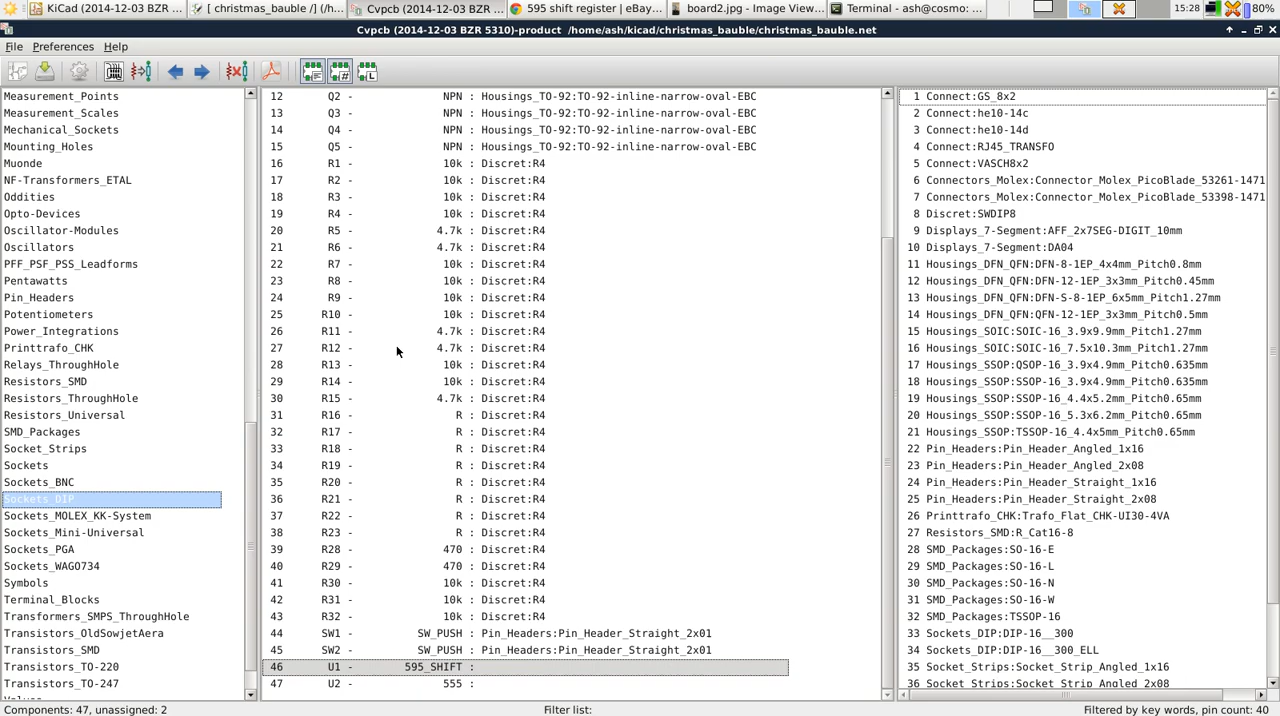 KiCad (2014-12-03 BZR ...
[ christmas_bauble /] (/h...
Cvpcb (2014-12-03 BZR ...
595 shift register | eBay...
board2.jpg - Image View...
Terminal - ash@cosmo: ...
15:28
80%
Cvpcb (2014-12-03 BZR 5310)-product /home/ash/kicad/christmas_bauble/christmas_bauble.net
File Preferences Help
Measurement_Points
Measurement_Scales
Mechanical_Sockets
Mounting_Holes
Muonde
NF-Transformers_ETAL
Oddities
Opto-Devices
Oscillator-Modules
Oscillators
PFF_PSF_PSS_Leadforms
Pentawatts
Pin_Headers
Potentiometers
Power_Integrations
Printtrafo_CHK
Relays_ThroughHole
Resistors_SMD
Resistors_ThroughHole
Resistors_Universal
SMD_Packages
Socket_Strips
Sockets
Sockets_BNC
Sockets_DIP
Sockets_MOLEX_KK-System
Sockets_Mini-Universal
Sockets_PGA
Sockets_WAGO734
Symbols
Terminal_Blocks
Transformers_SMPS_ThroughHole
Transistors_OldSowjetAera
Transistors_SMD
Transistors_TO-220
Transistors_TO-247
12 Q2 - NPN : Housings_TO-92:TO-92-inline-narrow-oval-EBC
13 Q3 - NPN : Housings_TO-92:TO-92-inline-narrow-oval-EBC
14 Q4 - NPN : Housings_TO-92:TO-92-inline-narrow-oval-EBC
15 Q5 - NPN : Housings_TO-92:TO-92-inline-narrow-oval-EBC
16 R1 - 10k : Discret:R4
17 R2 - 10k : Discret:R4
18 R3 - 10k : Discret:R4
19 R4 - 10k : Discret:R4
20 R5 - 4.7k : Discret:R4
21 R6 - 4.7k : Discret:R4
22 R7 - 10k : Discret:R4
23 R8 - 10k : Discret:R4
24 R9 - 10k : Discret:R4
25 R10 - 10k : Discret:R4
26 R11 - 4.7k : Discret:R4
27 R12 - 4.7k : Discret:R4
28 R13 - 10k : Discret:R4
29 R14 - 10k : Discret:R4
30 R15 - 4.7k : Discret:R4
31 R16 - R : Discret:R4
32 R17 - R : Discret:R4
33 R18 - R : Discret:R4
34 R19 - R : Discret:R4
35 R20 - R : Discret:R4
36 R21 - R : Discret:R4
37 R22 - R : Discret:R4
38 R23 - R : Discret:R4
39 R28 - 470 : Discret:R4
40 R29 - 470 : Discret:R4
41 R30 - 10k : Discret:R4
42 R31 - 10k : Discret:R4
43 R32 - 10k : Discret:R4
44 SW1 - SW_PUSH : Pin_Headers:Pin_Header_Straight_2x01
45 SW2 - SW_PUSH : Pin_Headers:Pin_Header_Straight_2x01
46 U1 - 595_SHIFT :
47 U2 - 555 :
1 Connect:GS_8x2
2 Connect:he10-14c
3 Connect:he10-14d
4 Connect:RJ45_TRANSFO
5 Connect:VASCH8x2
6 Connectors_Molex:Connector_Molex_PicoBlade_53261-1471
7 Connectors_Molex:Connector_Molex_PicoBlade_53398-1471
8 Discret:SWDIP8
9 Displays_7-Segment:AFF_2x7SEG-DIGIT_10mm
10 Displays_7-Segment:DA04
11 Housings_DFN_QFN:DFN-8-1EP_4x4mm_Pitch0.8mm
12 Housings_DFN_QFN:DFN-12-1EP_3x3mm_Pitch0.45mm
13 Housings_DFN_QFN:DFN-S-8-1EP_6x5mm_Pitch1.27mm
14 Housings_DFN_QFN:QFN-12-1EP_3x3mm_Pitch0.5mm
15 Housings_SOIC:SOIC-16_3.9x9.9mm_Pitch1.27mm
16 Housings_SOIC:SOIC-16_7.5x10.3mm_Pitch1.27mm
17 Housings_SSOP:QSOP-16_3.9x4.9mm_Pitch0.635mm
18 Housings_SSOP:SSOP-16_3.9x4.9mm_Pitch0.635mm
19 Housings_SSOP:SSOP-16_4.4x5.2mm_Pitch0.65mm
20 Housings_SSOP:SSOP-16_5.3x6.2mm_Pitch0.65mm
21 Housings_SSOP:TSSOP-16_4.4x5mm_Pitch0.65mm
22 Pin_Headers:Pin_Header_Angled_1x16
23 Pin_Headers:Pin_Header_Angled_2x08
24 Pin_Headers:Pin_Header_Straight_1x16
25 Pin_Headers:Pin_Header_Straight_2x08
26 Printtrafo_CHK:Trafo_Flat_CHK-UI30-4VA
27 Resistors_SMD:R_Cat16-8
28 SMD_Packages:SO-16-E
29 SMD_Packages:SO-16-L
30 SMD_Packages:SO-16-N
31 SMD_Packages:SO-16-W
32 SMD_Packages:TSSOP-16
33 Sockets_DIP:DIP-16__300
34 Sockets_DIP:DIP-16__300_ELL
35 Socket_Strips:Socket_Strip_Angled_1x16
36 Socket_Strips:Socket_Strip_Angled_2x08
Components: 47, unassigned: 2
Filter list:
Filtered by key words, pin count: 40